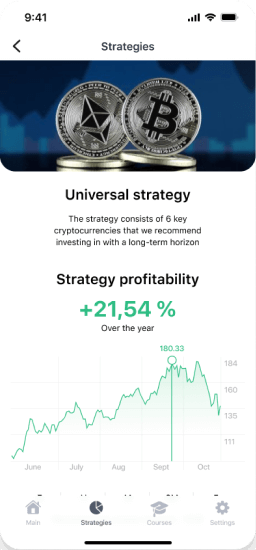 9:41
Strategies
Universal strategy
The strategy consists of 6 key
cryptocurrencies that we recommend
investing in with a long-term horizon
Strategy profitability
+21,54 %
Over the year
180.33
184
160
135
111
June July Aug Sept Oct
Main Strategies Courses Settings